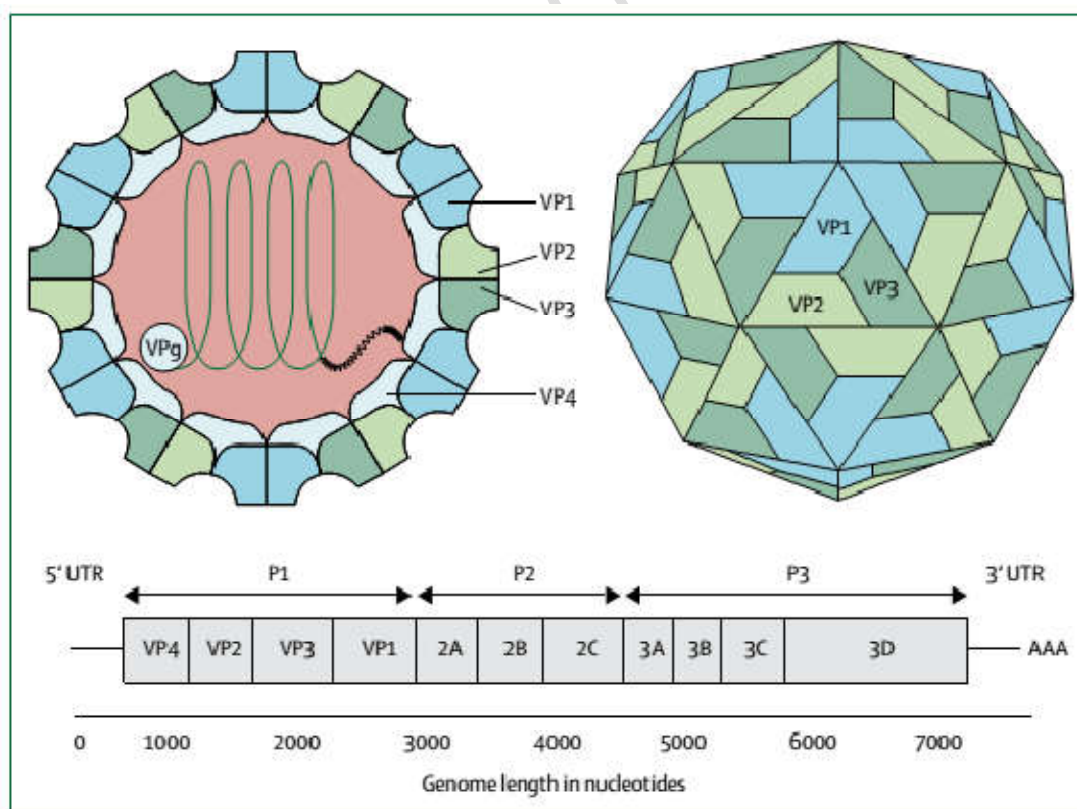 VP1
VP2
VP3
VPg
VP4
VP1
VP2
VP3
5' UTR P1 P2 P3 3' UTR
VP4 VP2 VP3 VP1 2A 2B 2C 3A 3B 3C 3D AAA
0 1000 2000 3000 4000 5000 6000 7000
Genome length in nucleotides